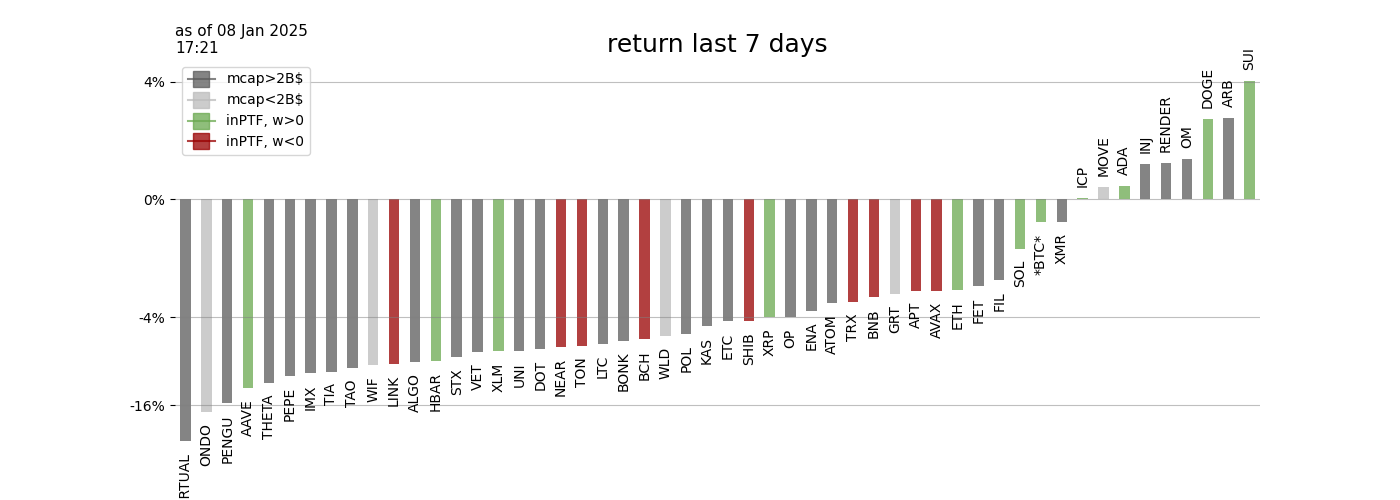 as of 08 Jan 2025
17:21
return last 7 days
mcap>2B$
mcap<2B$
inPTF, w>0
inPTF, w<0
4%
0%
-4%
-16%
RTUAL
ONDO
PENGU
AAVE
THETA
PEPE
IMX
TIA
TAO
WIF
LINK
ALGO
HBAR
STX
VET
XLM
UNI
DOT
NEAR
TON
LTC
BONK
BCH
WLD
POL
KAS
ETC
SHIB
XRP
OP
ENA
ATOM
TRX
BNB
GRT
APT
AVAX
ETH
FET
FIL
SOL
*BTC*
XMR
ICP
MOVE
ADA
INJ
RENDER
OM
DOGE
ARB
SUI